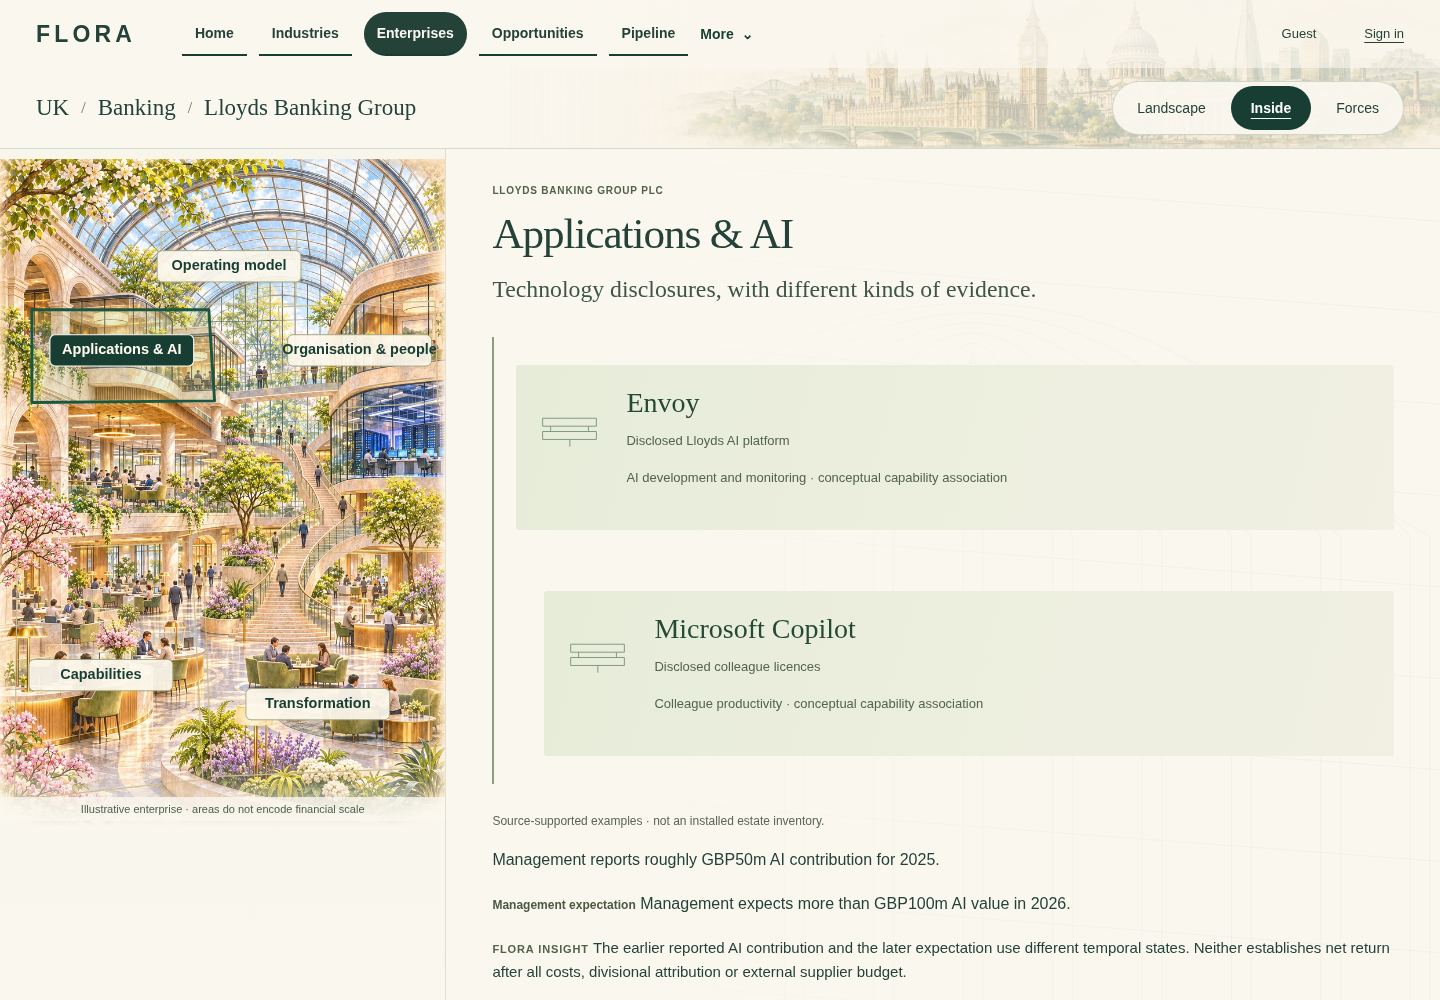 FLORA
Home
Industries
Enterprises
Opportunities
Pipeline
More
Guest
Sign in
UK / Banking / Lloyds Banking Group
Landscape
Inside
Forces
Operating model
Applications & AI
Organisation & people
Capabilities
Transformation
Illustrative enterprise · areas do not encode financial scale
LLOYDS BANKING GROUP PLC
Applications & AI
Technology disclosures, with different kinds of evidence.
Envoy
Disclosed Lloyds AI platform
AI development and monitoring · conceptual capability association
Microsoft Copilot
Disclosed colleague licences
Colleague productivity · conceptual capability association
Source-supported examples · not an installed estate inventory.
Management reports roughly GBP50m AI contribution for 2025.
Management expectation Management expects more than GBP100m AI value in 2026.
FLORA INSIGHT The earlier reported AI contribution and the later expectation use different temporal states. Neither establishes net return
after all costs, divisional attribution or external supplier budget.